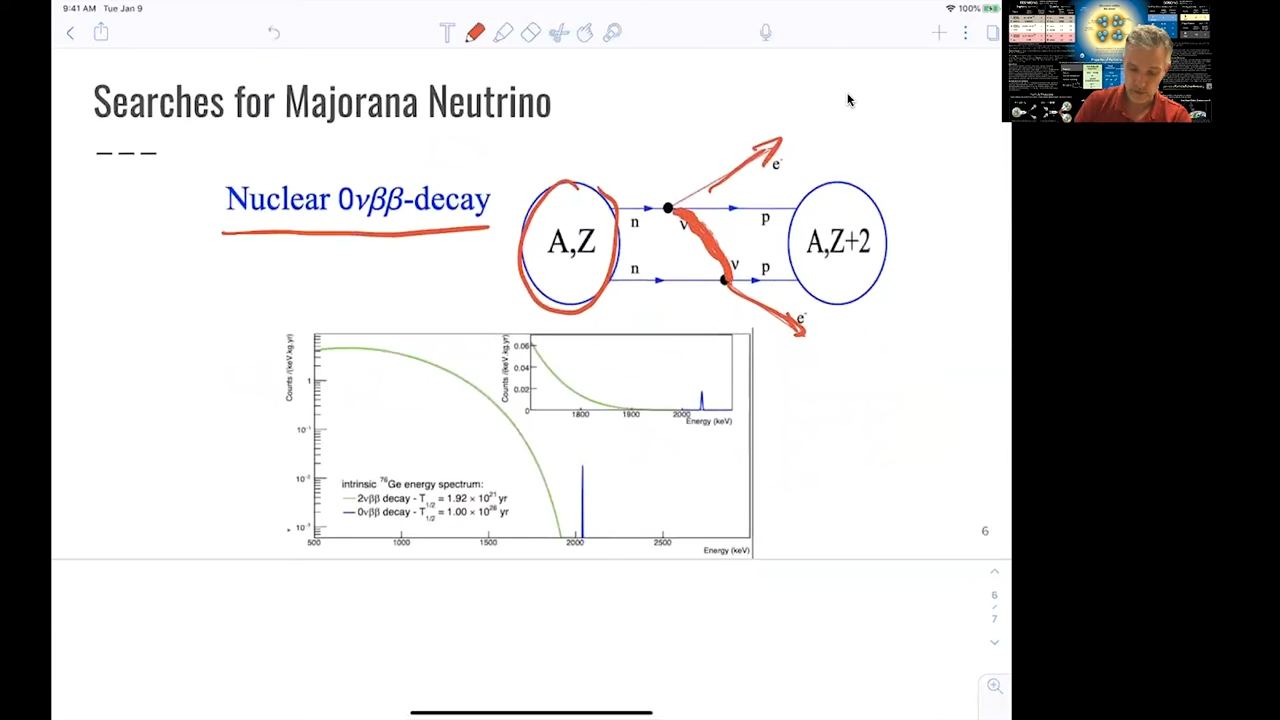 9:41 AM Tue Jan 9
100%
T
Searches for Majorana Neutrino
Nuclear 0νββ-decay
A,Z
n
n
ν
ν
p
p
e-
e-
A,Z+2
Counts /(keV.kg.yr)
1
10-1
10-2
10-3
500
1000
1500
2000
2500
Energy (keV)
intrinsic 76Ge energy spectrum:
2νββ decay - T1/2 = 1.92 × 1021 yr
0νββ decay - T1/2 = 1.00 × 1026 yr
Counts /(keV.kg.yr)
0.06
0.04
0.02
0
1800
1900
2000
Energy (keV)
6
6
/
7